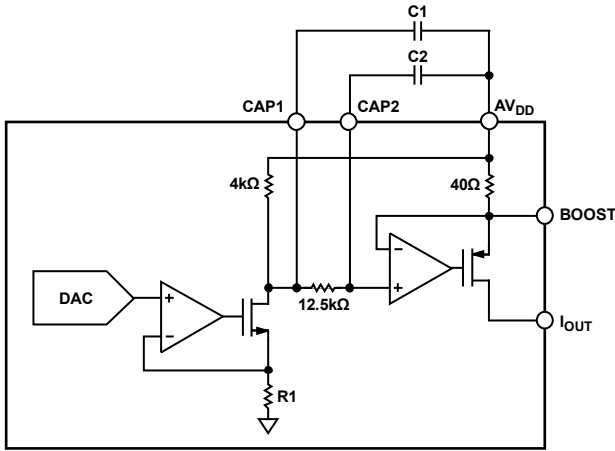 C1
C2
CAP1 CAP2 AVDD
4kΩ 40Ω
BOOST
DAC
+
−
12.5kΩ
−
+
IOUT
R1